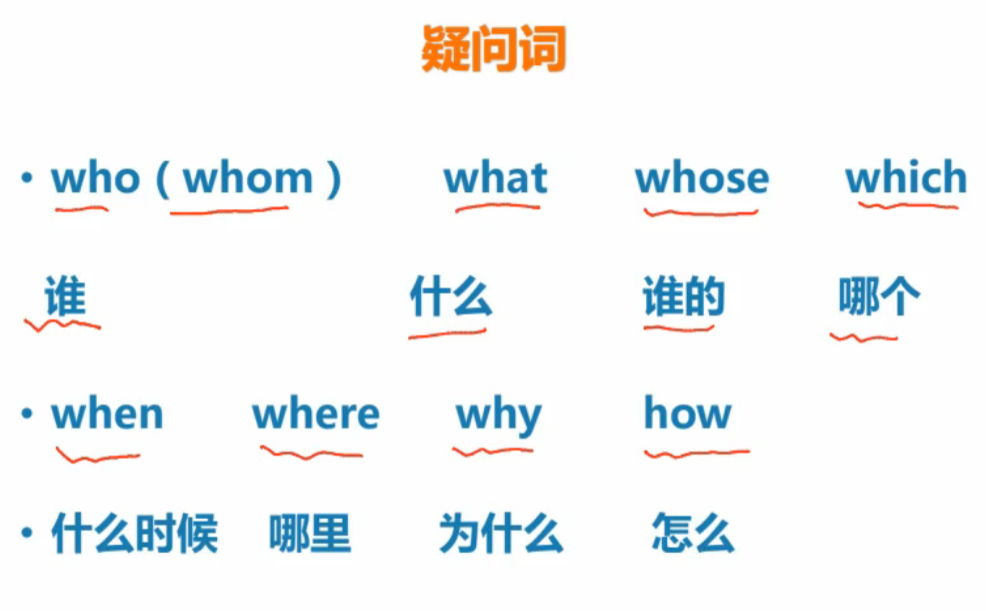 疑问词
• who（whom） what whose which
谁 什么 谁的 哪个
• when where why how
• 什么时候 哪里 为什么 怎么